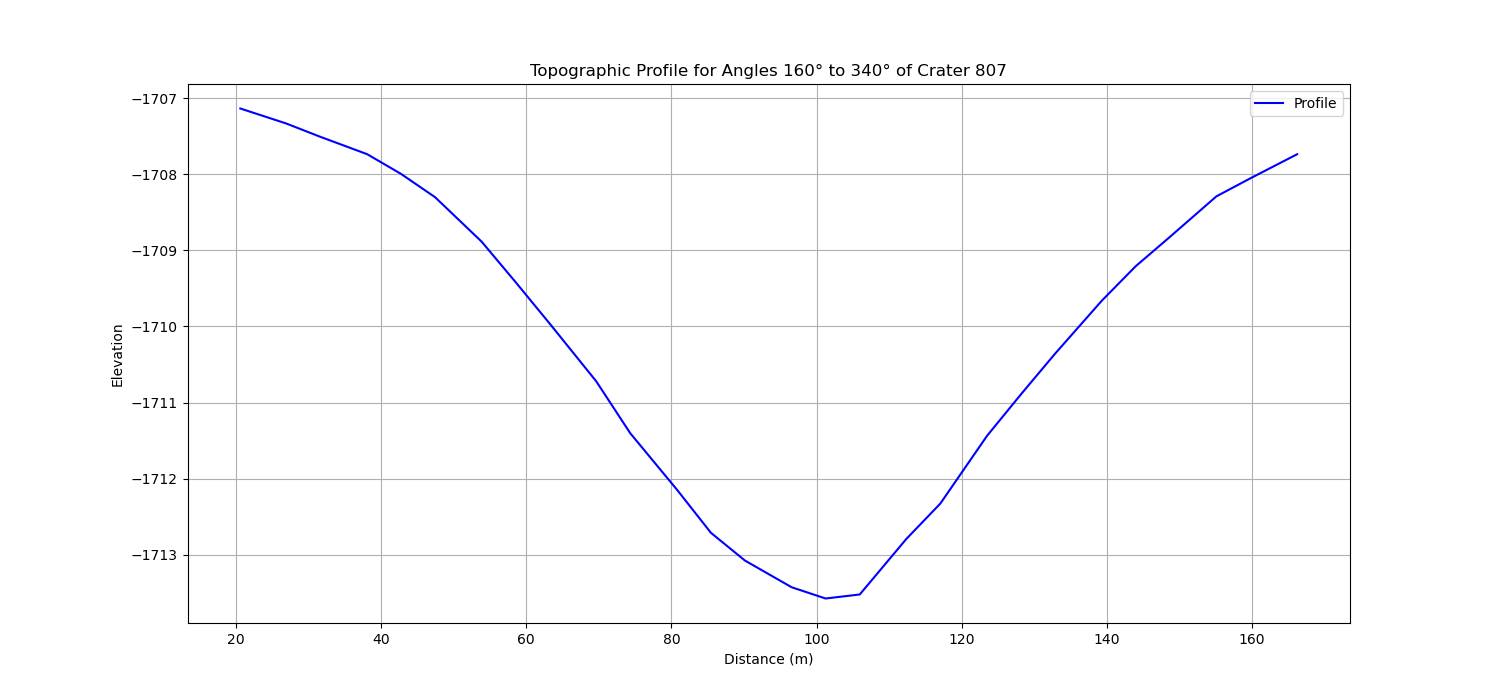 Topographic Profile for Angles 160° to 340° of Crater 807
Profile
−1707
−1708
−1709
−1710
−1711
−1712
−1713
Elevation
20 40 60 80 100 120 140 160
Distance (m)